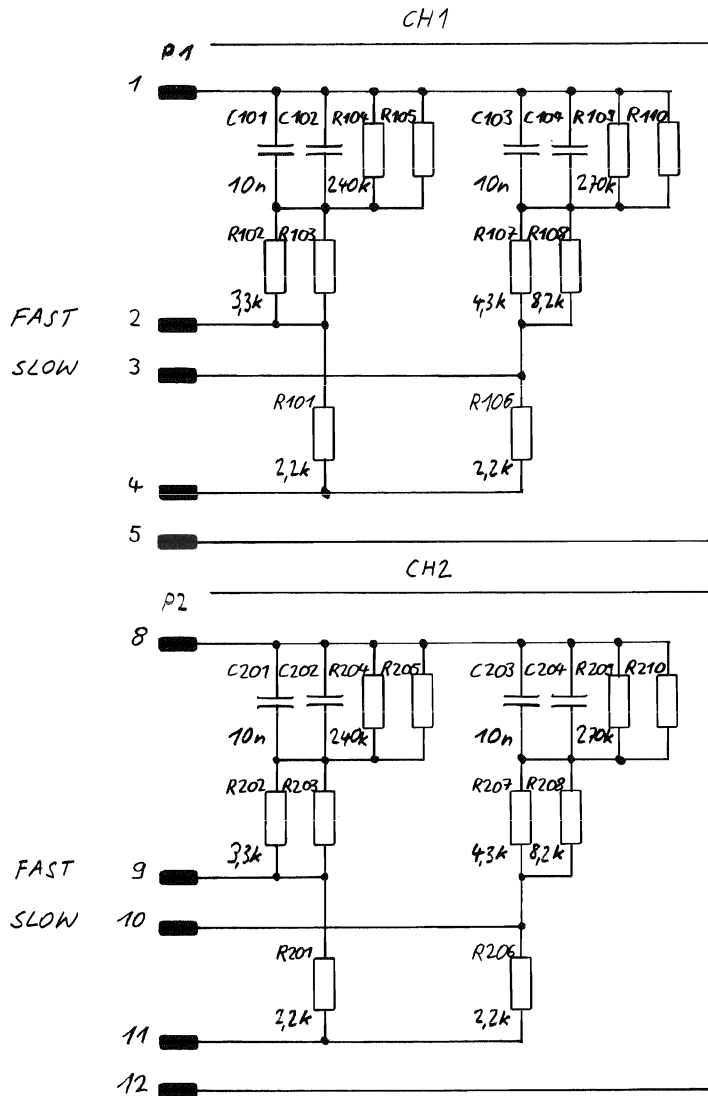 CH1
P1
1
C101 C102 R104 R105 C103 C104 R109 R110
10n 240k 10n 270k
R102 R103 R107 R108
3,3k 4,3k 8,2k
FAST 2
SLOW 3
R101 R106
2,2k 2,2k
4
5
CH2
P2
8
C201 C202 R204 R205 C203 C204 R209 R210
10n 240k 10n 270k
R202 R203 R207 R208
3,3k 4,3k 8,2k
FAST 9
SLOW 10
R201 R206
2,2k 2,2k
11
12